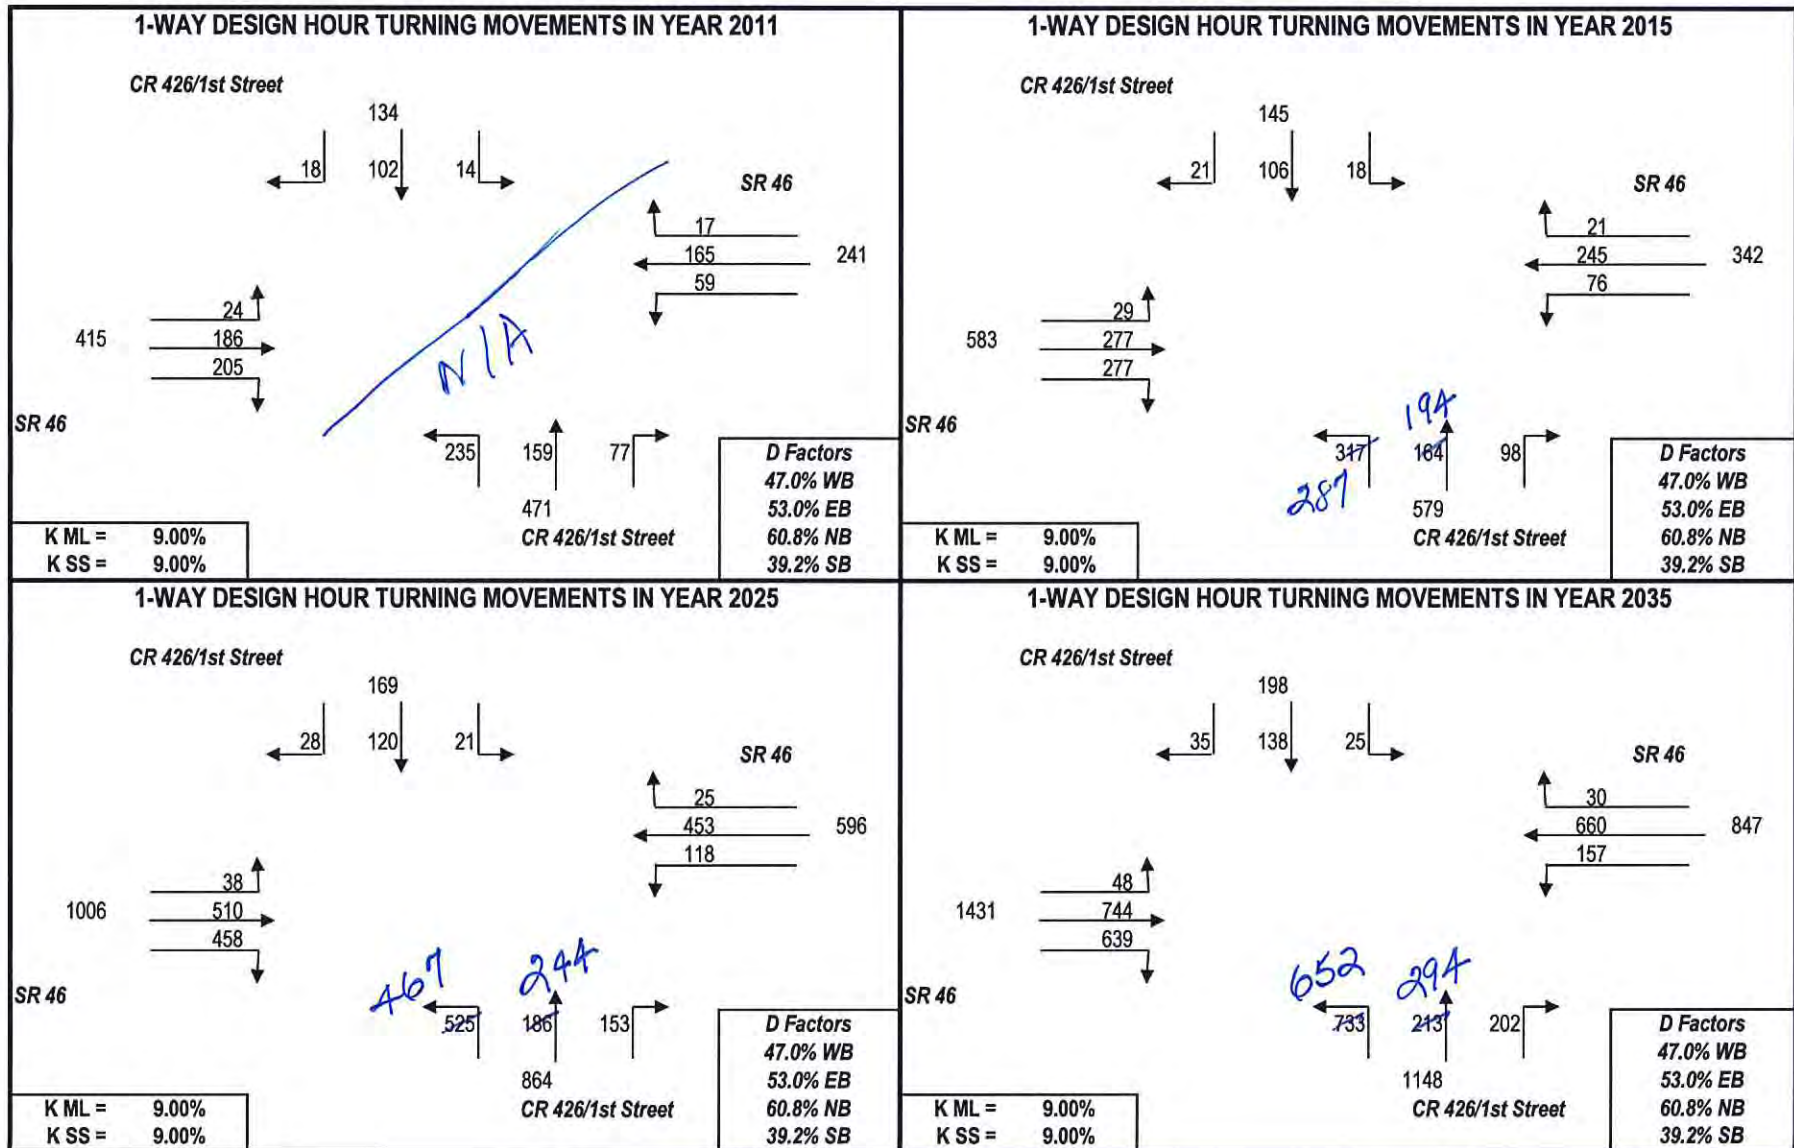 1-WAY DESIGN HOUR TURNING MOVEMENTS IN YEAR 2011
CR 426/1st Street
134
18 102 14
SR 46
17
165 241
59
24
415 186
205
N/A
SR 46
235 159 77
471
CR 426/1st Street
D Factors
47.0% WB
53.0% EB
60.8% NB
39.2% SB
K ML = 9.00%
K SS = 9.00%
1-WAY DESIGN HOUR TURNING MOVEMENTS IN YEAR 2015
CR 426/1st Street
145
21 106 18
SR 46
21
245 342
76
29
583 277
277
194
SR 46
317 164 98
287
579
CR 426/1st Street
D Factors
47.0% WB
53.0% EB
60.8% NB
39.2% SB
K ML = 9.00%
K SS = 9.00%
1-WAY DESIGN HOUR TURNING MOVEMENTS IN YEAR 2025
CR 426/1st Street
169
28 120 21
SR 46
25
453 596
118
38
1006 510
458
467 244
SR 46
525 186 153
864
CR 426/1st Street
D Factors
47.0% WB
53.0% EB
60.8% NB
39.2% SB
K ML = 9.00%
K SS = 9.00%
1-WAY DESIGN HOUR TURNING MOVEMENTS IN YEAR 2035
CR 426/1st Street
198
35 138 25
SR 46
30
660 847
157
48
1431 744
639
652 294
SR 46
733 213 202
1148
CR 426/1st Street
D Factors
47.0% WB
53.0% EB
60.8% NB
39.2% SB
K ML = 9.00%
K SS = 9.00%